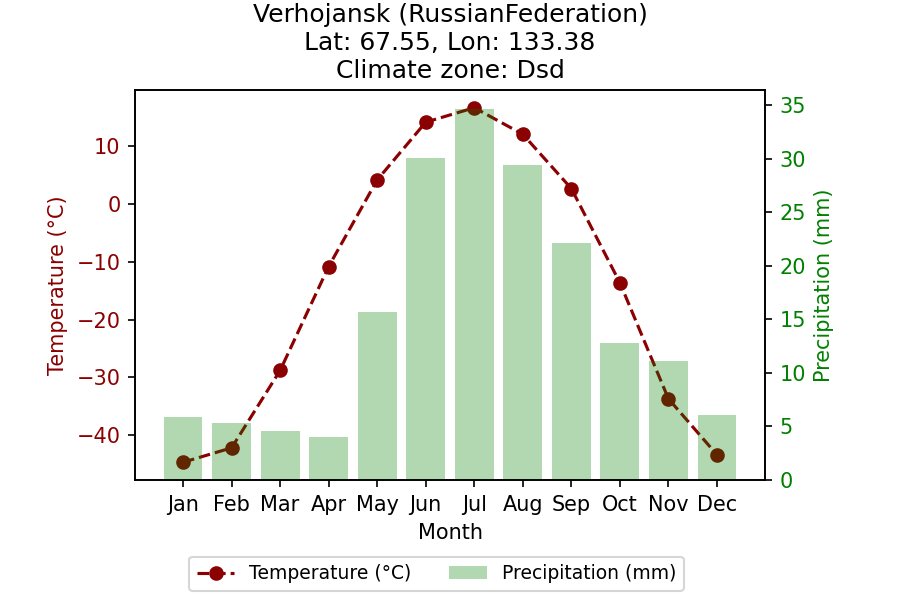 Verhojansk (RussianFederation)
Lat: 67.55, Lon: 133.38
Climate zone: Dsd
10
0
−10
−20
−30
−40
Temperature (°C)
35
30
25
20
15
10
5
0
Precipitation (mm)
Jan Feb Mar Apr May Jun Jul Aug Sep Oct Nov Dec
Month
Temperature (°C) Precipitation (mm)